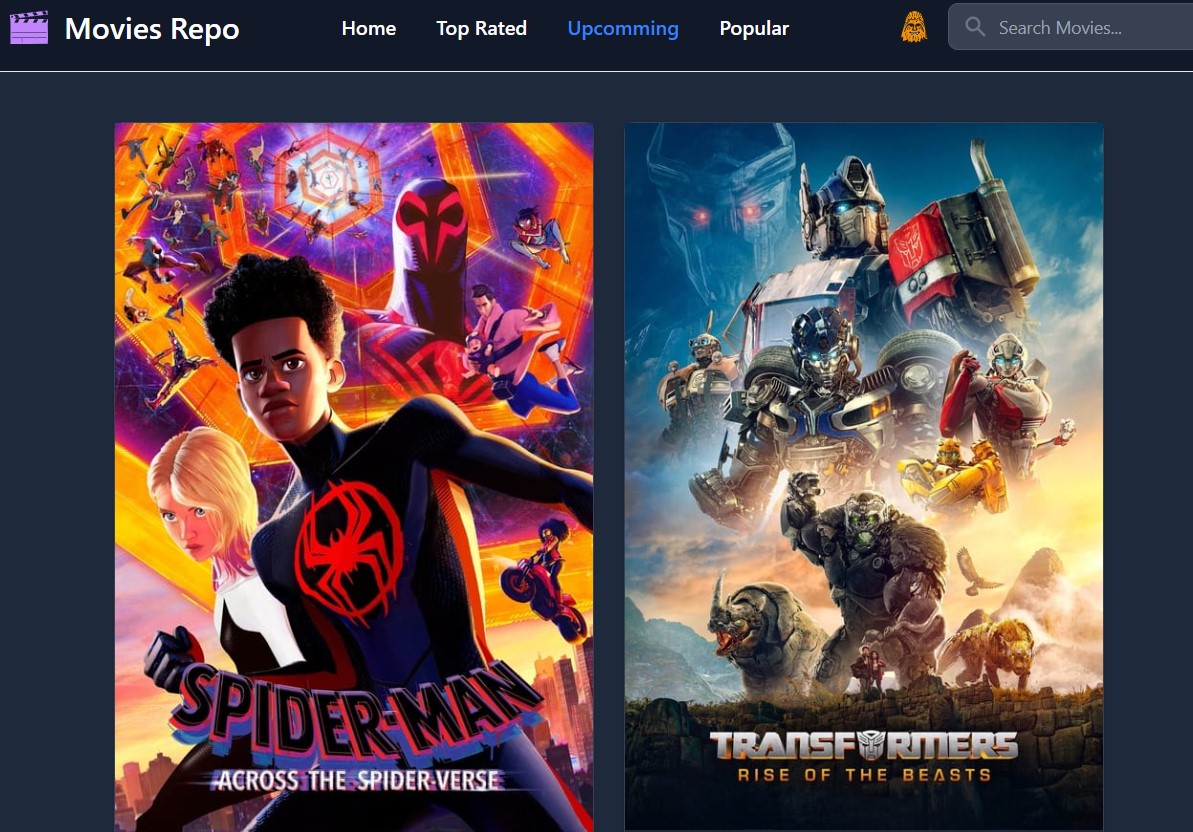 Movies Repo
Home
Top Rated
Upcomming
Popular
Search Movies...
SPIDER-MAN
ACROSS THE SPIDER-VERSE
TRANSFORMERS
RISE OF THE BEASTS